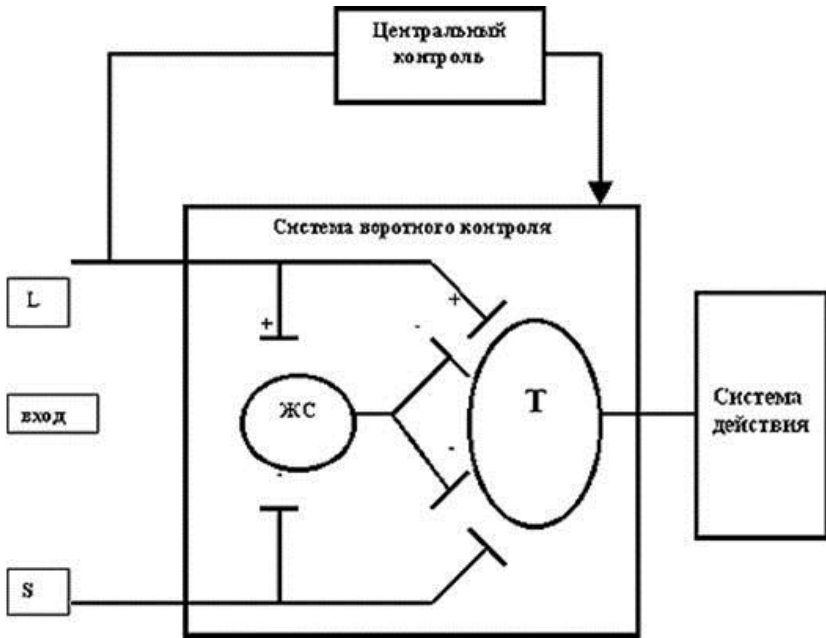 Центральный
контроль
Система воротного контроля
L
+
+
-
ЖС
Т
вход
-
-
Система
действия
S